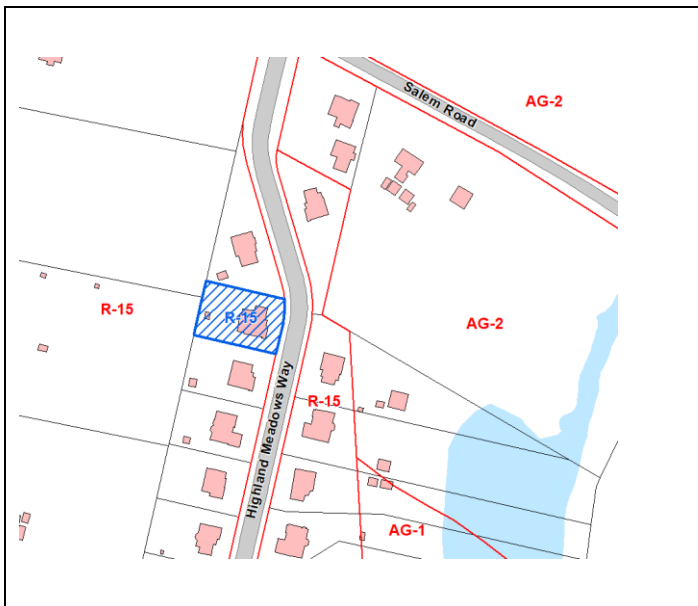 Salem Road
AG-2
R-15
R-15
AG-2
R-15
Highland Meadows Way
AG-1